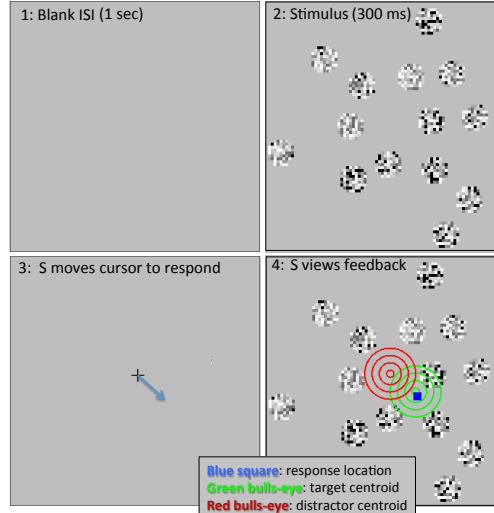 1: Blank ISI (1 sec)
2: Stimulus (300 ms)
3: S moves cursor to respond
4: S views feedback
Blue square: response location
Green bulls-eye: target centroid
Red bulls-eye: distractor centroid